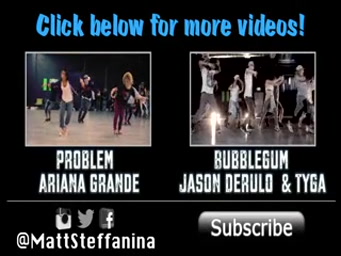 Click below for more videos!
PROBLEM
ARIANA GRANDE
BUBBLEGUM
JASON DERULO & TYGA
@MattSteffanina
Subscribe